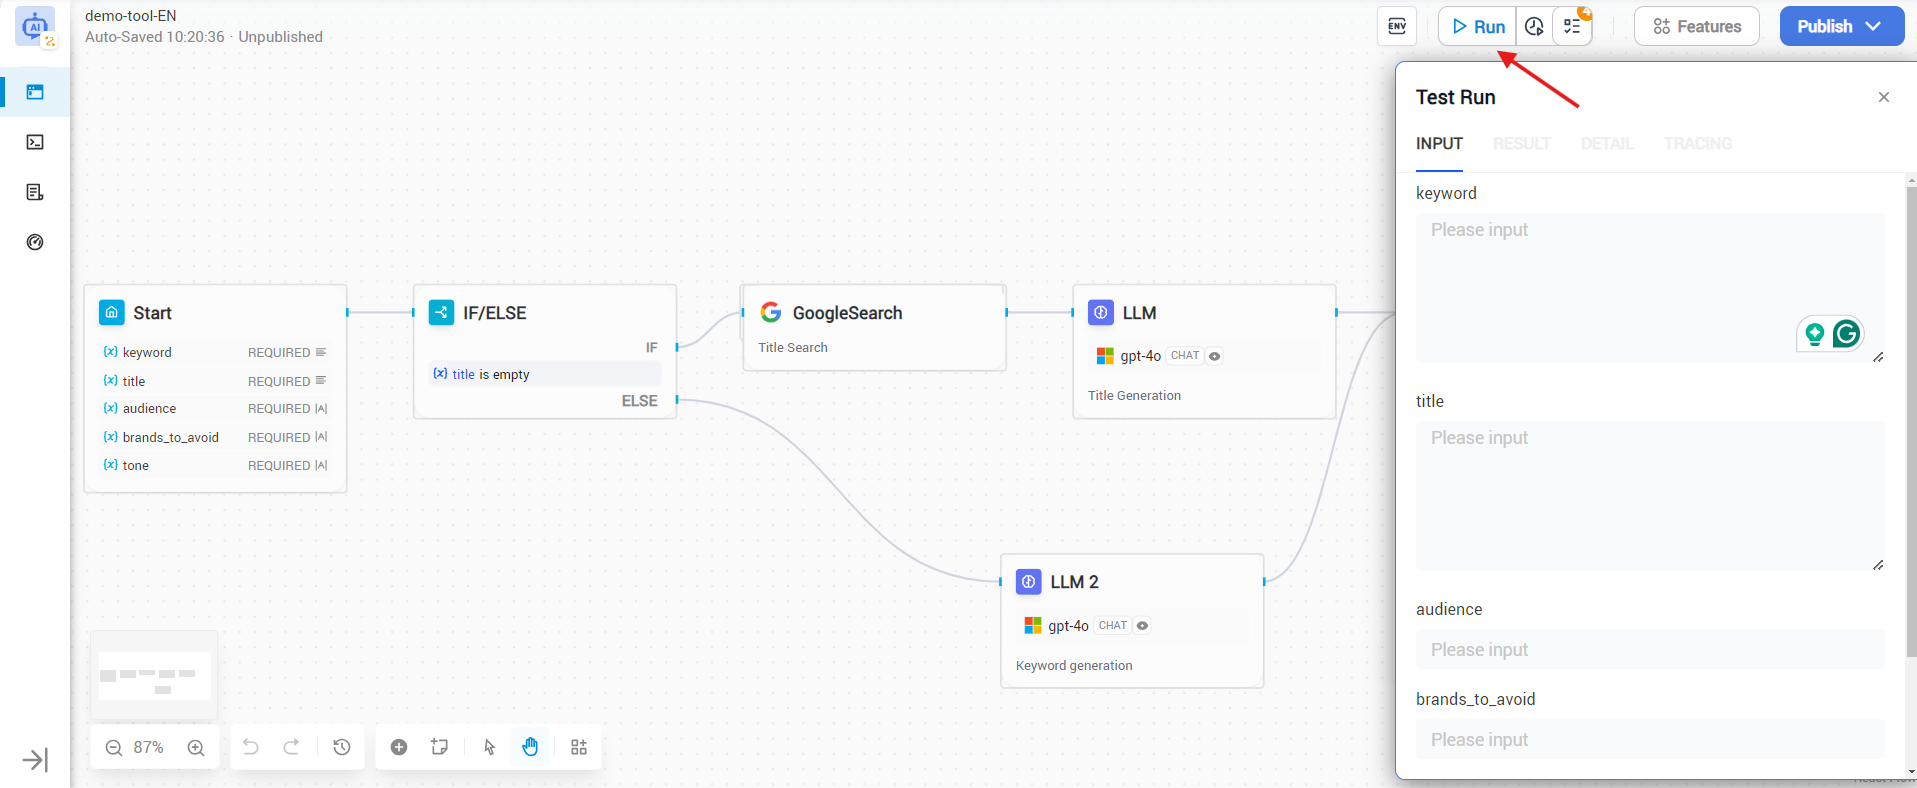 AI
demo-tool-EN
Auto-Saved 10:20:36 · Unpublished
ENV
Run
4
Features
Publish
Test Run
INPUT
RESULT
DETAIL
TRACING
keyword
Please input
title
Please input
audience
Please input
brands_to_avoid
Please input
Start
(x) keyword REQUIRED
(x) title REQUIRED
(x) audience REQUIRED |A|
(x) brands_to_avoid REQUIRED |A|
(x) tone REQUIRED |A|
IF/ELSE
IF
(x) title is empty
ELSE
GoogleSearch
Title Search
LLM
gpt-4o CHAT
Title Generation
LLM 2
gpt-4o CHAT
Keyword generation
87%